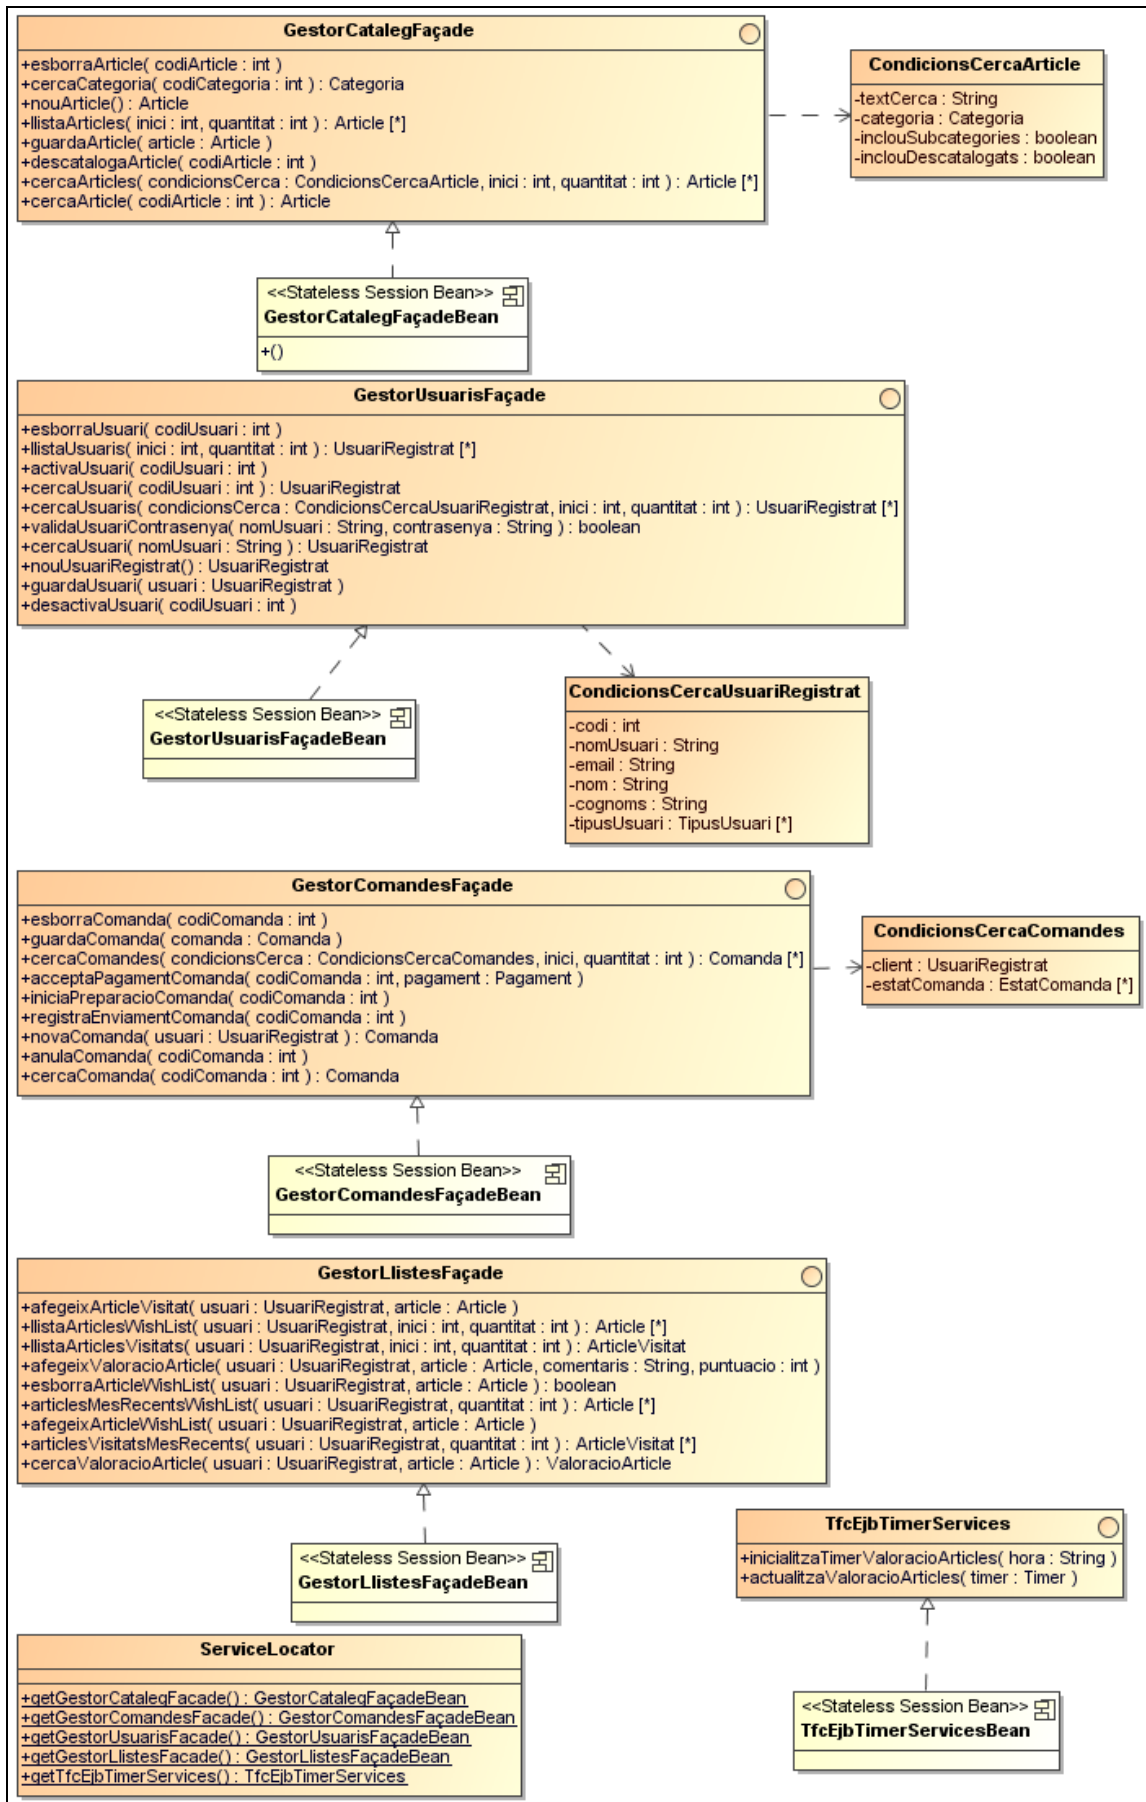 GestorCatalegFaçade
+esborraArticle( codiArticle : int )
+cercaCategoria( codiCategoria : int ) : Categoria
+nouArticle() : Article
+llistaArticles( inici : int, quantitat : int ) : Article [*]
+guardaArticle( article : Article )
+descatalogaArticle( codiArticle : int )
+cercaArticles( condicionsCerca : CondicionsCercaArticle, inici : int, quantitat : int ) : Article [*]
+cercaArticle( codiArticle : int ) : Article
CondicionsCercaArticle
-textCerca : String
-categoria : Categoria
-inclouSubcategories : boolean
-inclouDescatalogats : boolean
<<Stateless Session Bean>>
GestorCatalegFaçadeBean
+()
GestorUsuarisFaçade
+esborraUsuari( codiUsuari : int )
+llistaUsuaris( inici : int, quantitat : int ) : UsuariRegistrat [*]
+activaUsuari( codiUsuari : int )
+cercaUsuari( codiUsuari : int ) : UsuariRegistrat
+cercaUsuaris( condicionsCerca : CondicionsCercaUsuariRegistrat, inici : int, quantitat : int ) : UsuariRegistrat [*]
+validaUsuariContrasenya( nomUsuari : String, contrasenya : String ) : boolean
+cercaUsuari( nomUsuari : String ) : UsuariRegistrat
+nouUsuariRegistrat() : UsuariRegistrat
+guardaUsuari( usuari : UsuariRegistrat )
+desactivaUsuari( codiUsuari : int )
<<Stateless Session Bean>>
GestorUsuarisFaçadeBean
CondicionsCercaUsuariRegistrat
-codi : int
-nomUsuari : String
-email : String
-nom : String
-cognoms : String
-tipusUsuari : TipusUsuari [*]
GestorComandesFaçade
+esborraComanda( codiComanda : int )
+guardaComanda( comanda : Comanda )
+cercaComandes( condicionsCerca : CondicionsCercaComandes, inici, quantitat : int ) : Comanda [*]
+acceptaPagamentComanda( codiComanda : int, pagament : Pagament )
+iniciaPreparacioComanda( codiComanda : int )
+registraEnviamentComanda( codiComanda : int )
+novaComanda( usuari : UsuariRegistrat ) : Comanda
+anulaComanda( codiComanda : int )
+cercaComanda( codiComanda : int ) : Comanda
CondicionsCercaComandes
-client : UsuariRegistrat
-estatComanda : EstatComanda [*]
<<Stateless Session Bean>>
GestorComandesFaçadeBean
GestorLlistesFaçade
+afegeixArticleVisitat( usuari : UsuariRegistrat, article : Article )
+llistaArticlesWishList( usuari : UsuariRegistrat, inici : int, quantitat : int ) : Article [*]
+llistaArticlesVisitats( usuari : UsuariRegistrat, inici : int, quantitat : int ) : ArticleVisitat
+afegeixValoracioArticle( usuari : UsuariRegistrat, article : Article, comentaris : String, puntuacio : int )
+esborraArticleWishList( usuari : UsuariRegistrat, article : Article ) : boolean
+articlesMesRecentsWishList( usuari : UsuariRegistrat, quantitat : int ) : Article [*]
+afegeixArticleWishList( usuari : UsuariRegistrat, article : Article )
+articlesVisitatsMesRecents( usuari : UsuariRegistrat, quantitat : int ) : ArticleVisitat [*]
+cercaValoracioArticle( usuari : UsuariRegistrat, article : Article ) : ValoracioArticle
<<Stateless Session Bean>>
GestorLlistesFaçadeBean
TfcEjbTimerServices
+inicialitzaTimerValoracioArticles( hora : String )
+actualitzaValoracioArticles( timer : Timer )
ServiceLocator
+getGestorCatalegFacade() : GestorCatalegFaçadeBean
+getGestorComandesFacade() : GestorComandesFaçadeBean
+getGestorUsuarisFacade() : GestorUsuarisFaçadeBean
+getGestorLlistesFacade() : GestorLlistesFaçadeBean
+getTfcEjbTimerServices() : TfcEjbTimerServices
<<Stateless Session Bean>>
TfcEjbTimerServicesBean